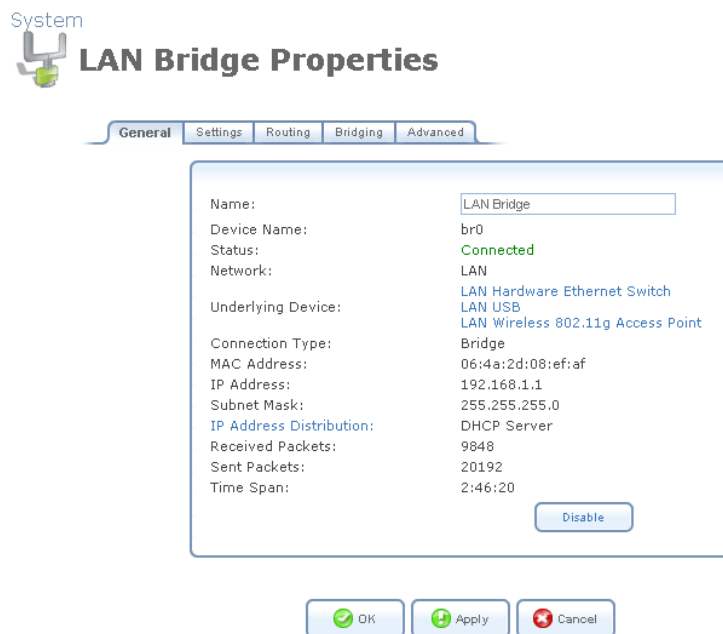 System
LAN Bridge Properties
General Settings Routing Bridging Advanced
Name: LAN Bridge
Device Name: br0
Status: Connected
Network: LAN
Underlying Device: LAN Hardware Ethernet Switch
LAN USB
LAN Wireless 802.11g Access Point
Connection Type: Bridge
MAC Address: 06:4a:2d:08:ef:af
IP Address: 192.168.1.1
Subnet Mask: 255.255.255.0
IP Address Distribution: DHCP Server
Received Packets: 9848
Sent Packets: 20192
Time Span: 2:46:20
Disable
OK Apply Cancel